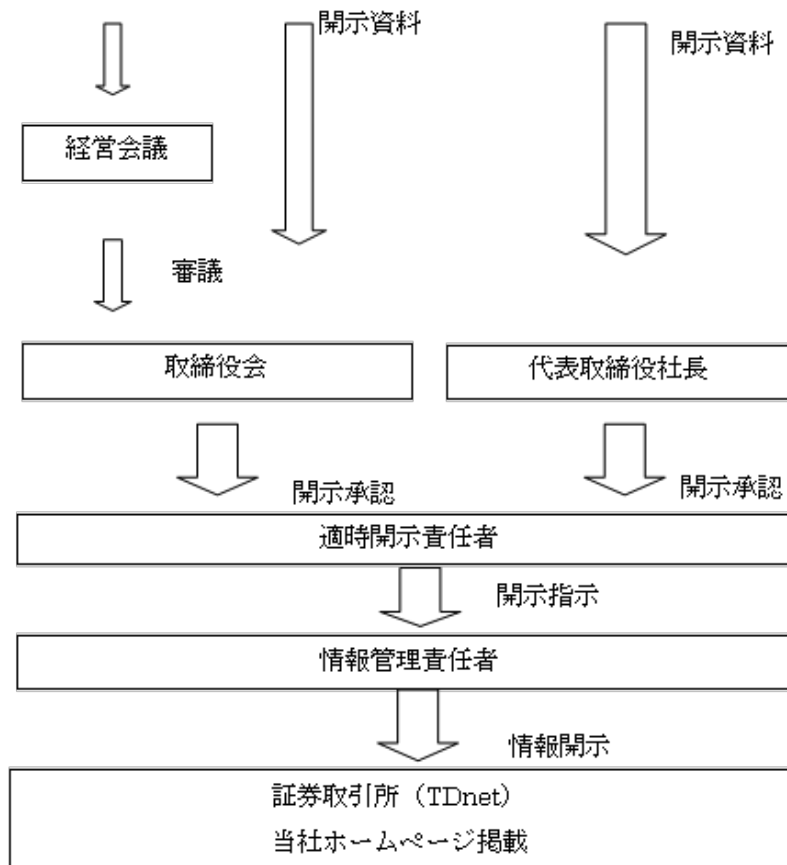 開示資料
開示資料
経営会議
審議
取締役会
代表取締役社長
開示承認
開示承認
適時開示責任者
開示指示
情報管理責任者
情報開示
証券取引所（TDnet）
当社ホームページ掲載